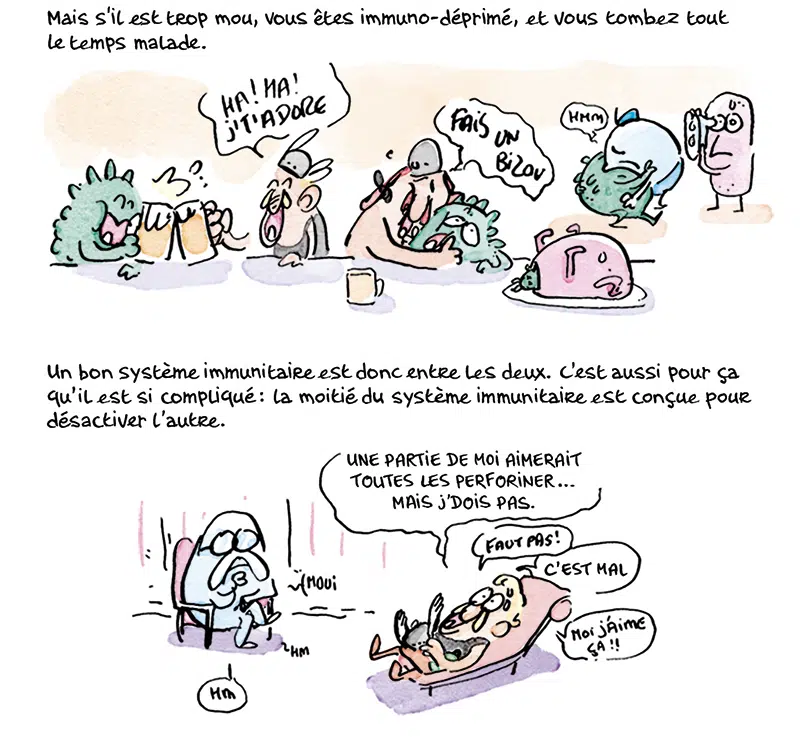 Mais s'il est trop mou, vous êtes immuno-déprimé, et vous tombez tout
le temps malade.
HA! HA!
J'T'ADORE
FAIS UN
BIZOU
HMM
Un bon système immunitaire est donc entre les deux. C'est aussi pour ça
qu'il est si compliqué: la moitié du système immunitaire est conçue pour
désactiver l'autre.
UNE PARTIE DE MOI AIMERAIT
TOUTES LES PERFORINER...
MAIS J'DOIS PAS.
FAUT PAS!
C'EST MAL
MOUI
HM
MOI J'AIME
ÇA!!
HM